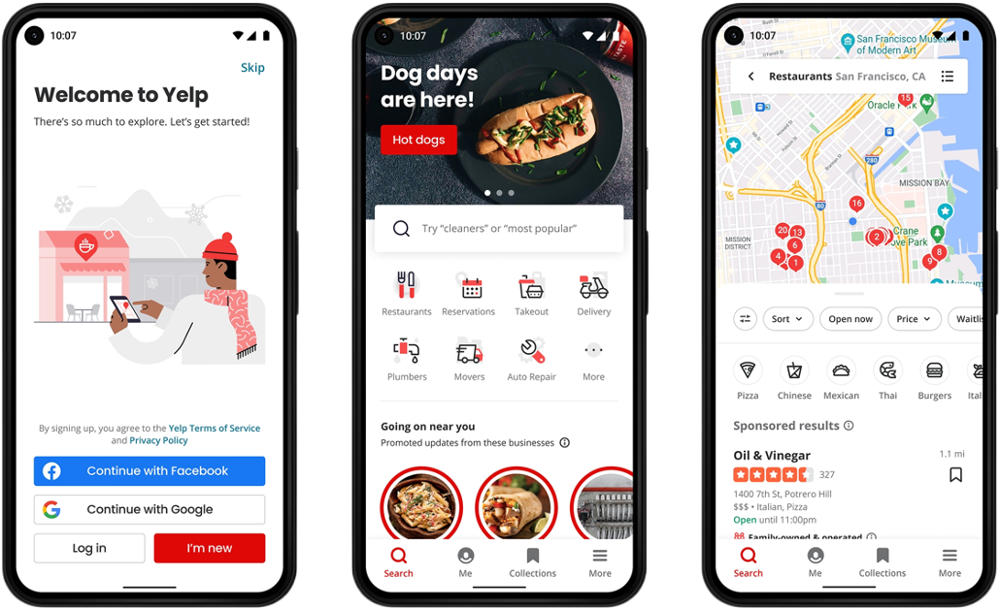 10:07
Skip
Welcome to Yelp
There's so much to explore. Let's get started!
By signing up, you agree to the Yelp Terms of Service
and Privacy Policy
Continue with Facebook
Continue with Google
Log in
I'm new
10:07
Dog days
are here!
Hot dogs
Try “cleaners” or “most popular”
Restaurants
Reservations
Takeout
Delivery
Plumbers
Movers
Auto Repair
More
Going on near you
Promoted updates from these businesses
Search
Me
Collections
More
10:07
San Francisco Museum
of Modern Art
Restaurants San Francisco, CA
15
Oracle Park
280
MISSION BAY
80
16
MISSION
DISTRICT
20
13
6
4
1
2
Crane
Cove Park
8
9
Museum
Sort
Open now
Price
Waitlis
Pizza
Chinese
Mexican
Thai
Burgers
Ital
Sponsored results
Oil & Vinegar
1.1 mi
327
1400 7th St, Potrero Hill
$$$ • Italian, Pizza
Open until 11:00pm
Family-owned & operated
Search
Me
Collections
More